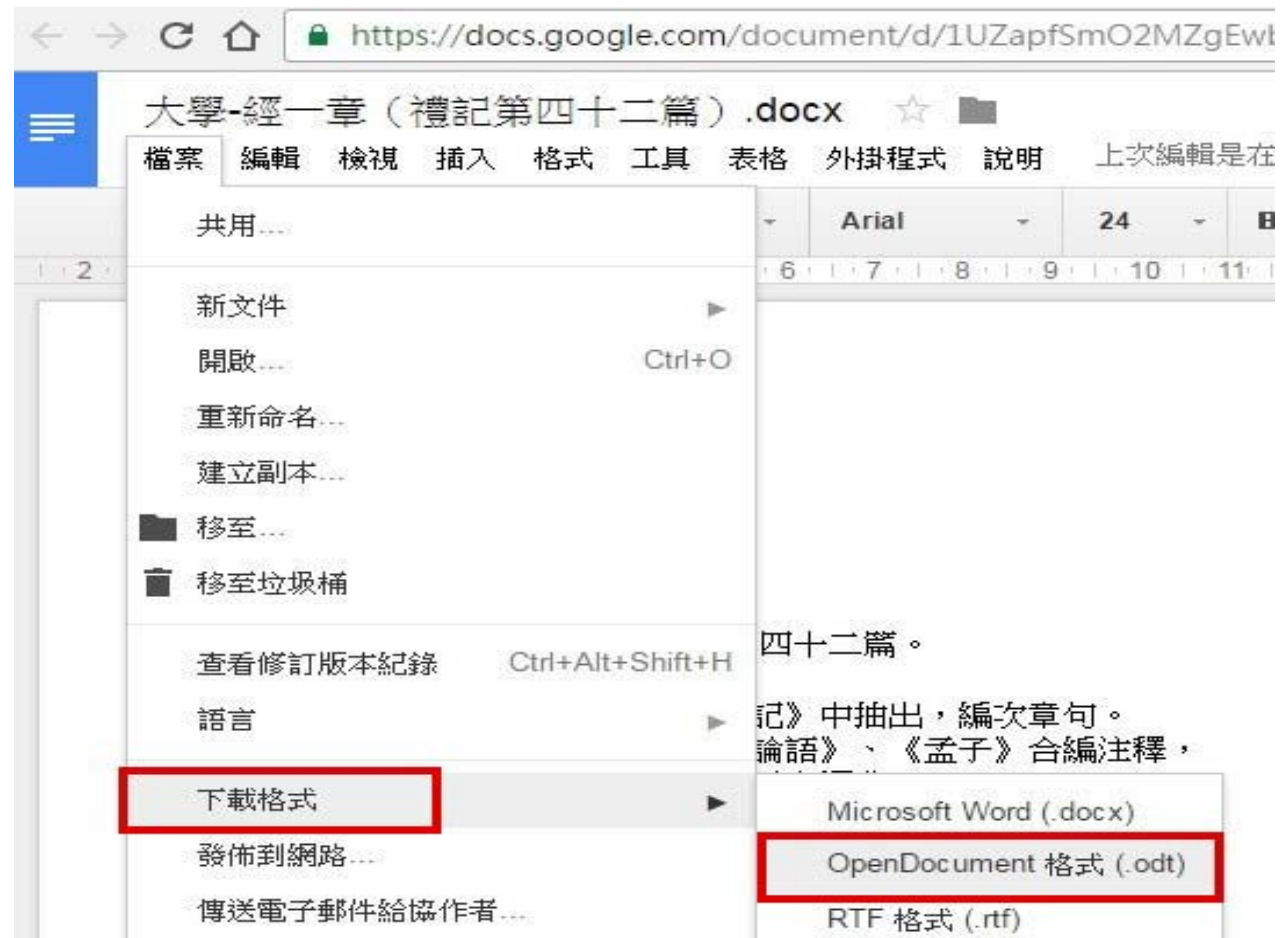 https://docs.google.com/document/d/1UZapfSmO2MZgEwb
大學-經一章（禮記第四十二篇）.docx
檔案 編輯 檢視 插入 格式 工具 表格 外掛程式 說明 上次編輯是在
共用... Arial 24 B
2 6 7 8 9 10 11
新文件
開啟... Ctrl+O
重新命名...
建立副本...
移至...
移至垃圾桶
四十二篇。
查看修訂版本紀錄 Ctrl+Alt+Shift+H
記》中抽出，編次章句。
語言
論語》、《孟子》合編注釋，
下載格式
Microsoft Word (.docx)
發佈到網路...
OpenDocument 格式 (.odt)
傳送電子郵件給協作者...
RTF 格式 (.rtf)